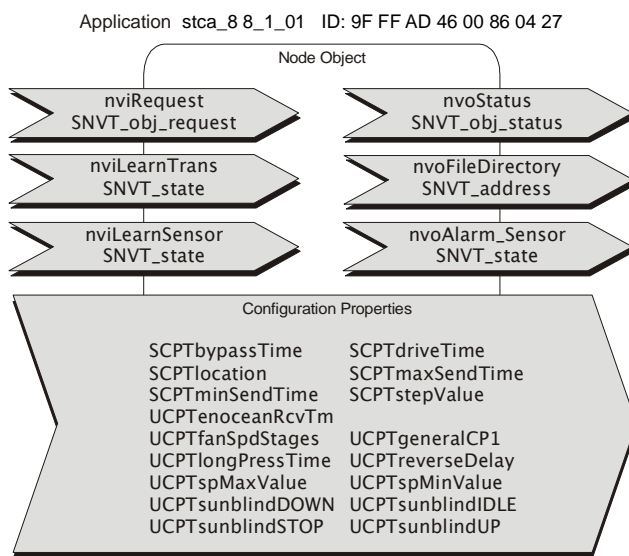 Application stca_8 8_1_01 ID: 9F FF AD 46 00 86 04 27
Node Object
nviRequest nvoStatus
SNVT_obj_request SNVT_obj_status
nviLearnTrans nvoFileDirectory
SNVT_state SNVT_address
nviLearnSensor nvoAlarm_Sensor
SNVT_state SNVT_state
Configuration Properties
SCPTbypassTime SCPTdriveTime
SCPTlocation SCPTmaxSendTime
SCPTminSendTime SCPTstepValue
UCPTenoceanRcvTm
UCPTfanSpdStages UCPTgeneralCP1
UCPTlongPressTime UCPTreverseDelay
UCPTspMaxValue UCPTspMinValue
UCPTsunblindDOWN UCPTsunblindIDLE
UCPTsunblindSTOP UCPTsunblindUP